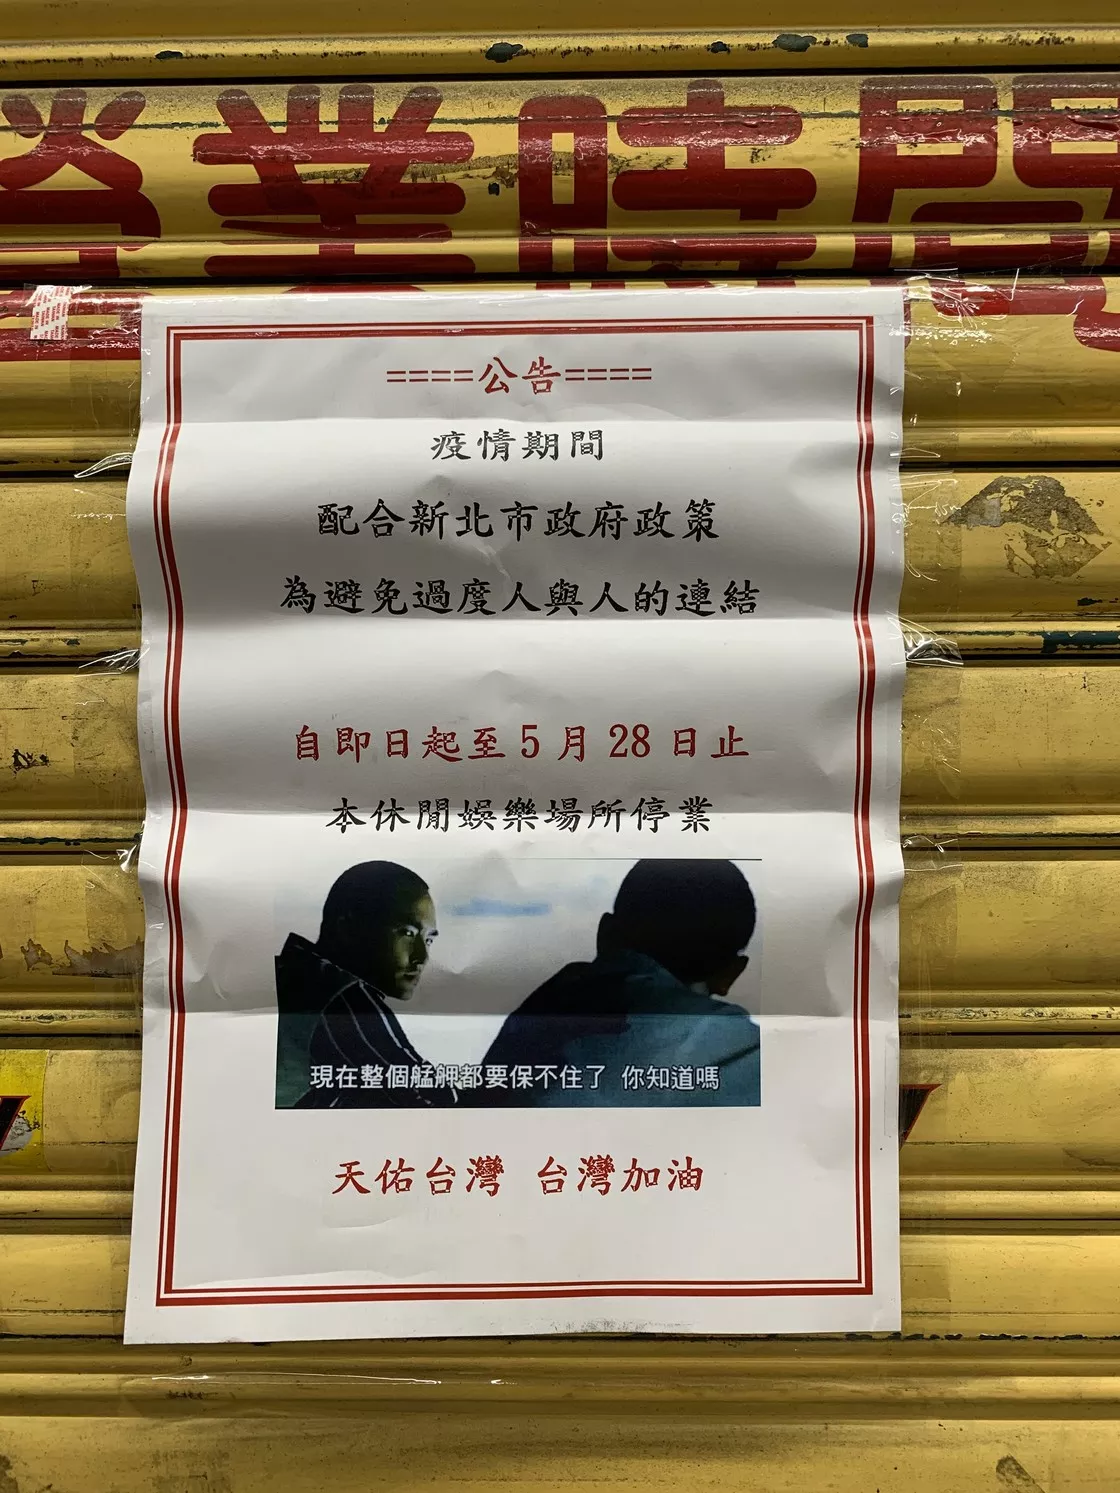 營業時間
====公告====
疫情期間
配合新北市政府政策
為避免過度人與人的連結
自即日起至5月28日止
本休閒娛樂場所停業
現在整個艋舺都要保不住了 你知道嗎
天佑台灣 台灣加油